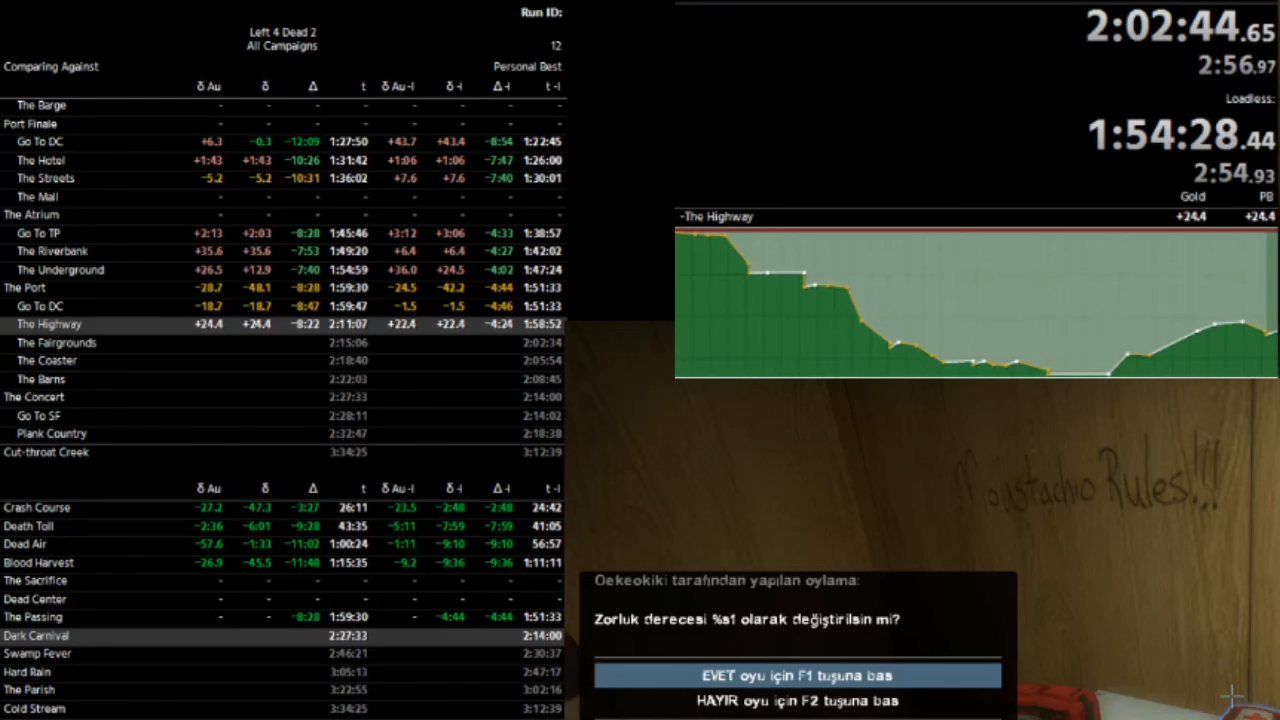 Run ID:
Left 4 Dead 2
All Campaigns
12
Comparing Against Personal Best
δ Au δ Δ t δ Au-l δ -l Δ -l t -l
The Barge - - - - - - - -
Port Finale - - - - - - - -
Go To DC +6.3 -0.3 -12:09 1:27:50 +43.7 +43.4 -8:54 1:22:45
The Hotel +1:43 +1:43 -10:26 1:31:42 +1:06 +1:06 -7:47 1:26:00
The Streets -5.2 -5.2 -10:31 1:36:02 +7.6 +7.6 -7:40 1:30:01
The Mall - - - - - - - -
The Atrium - - - - - - - -
Go To TP +2:13 +2:03 -8:28 1:45:46 +3:12 +3:06 -4:33 1:38:57
The Riverbank +35.6 +35.6 -7:53 1:49:20 +6.4 +6.4 -4:27 1:42:02
The Underground +26.5 +12.9 -7:40 1:54:59 +36.0 +24.5 -4:02 1:47:24
The Port -28.7 -48.1 -8:28 1:59:30 -24.5 -42.2 -4:44 1:51:33
Go To DC -18.7 -18.7 -8:47 1:59:47 -1.5 -1.5 -4:46 1:51:33
The Highway +24.4 +24.4 -8:22 2:11:07 +22.4 +22.4 -4:24 1:58:52
The Fairgrounds 2:15:06 2:02:34
The Coaster 2:18:40 2:05:54
The Barns 2:22:03 2:08:45
The Concert 2:27:33 2:14:00
Go To SF 2:28:11 2:14:02
Plank Country 2:32:47 2:18:38
Cut-throat Creek 3:34:25 3:12:39
δ Au δ Δ t δ Au-l δ -l Δ -l t -l
Crash Course -27.2 -47.3 -3:27 26:11 -23.5 -2:48 -2:48 24:42
Death Toll -2:36 -6:01 -9:28 43:35 -5:11 -7:59 -7:59 41:05
Dead Air -57.6 -1:33 -11:02 1:00:24 -1:11 -9:10 -9:10 56:57
Blood Harvest -26.9 -45.5 -11:48 1:15:35 -9.2 -9:36 -9:36 1:11:11
The Sacrifice - - - - - - - -
Dead Center - - - - - - - -
The Passing - - -8:28 1:59:30 - -4:44 -4:44 1:51:33
Dark Carnival 2:27:33 2:14:00
Swamp Fever 2:46:21 2:30:37
Hard Rain 3:05:13 2:47:17
The Parish 3:22:55 3:02:16
Cold Stream 3:34:25 3:12:39
2:02:44.65
2:56.97
Loadless:
1:54:28.44
2:54.93
Gold PB
-The Highway +24.4 +24.4
Moustachio Rules!!!
Oekeokiki tarafından yapılan oylama:
Zorluk derecesi %s1 olarak değiştirilsin mi?
EVET oyu için F1 tuşuna bas
HAYIR oyu için F2 tuşuna bas